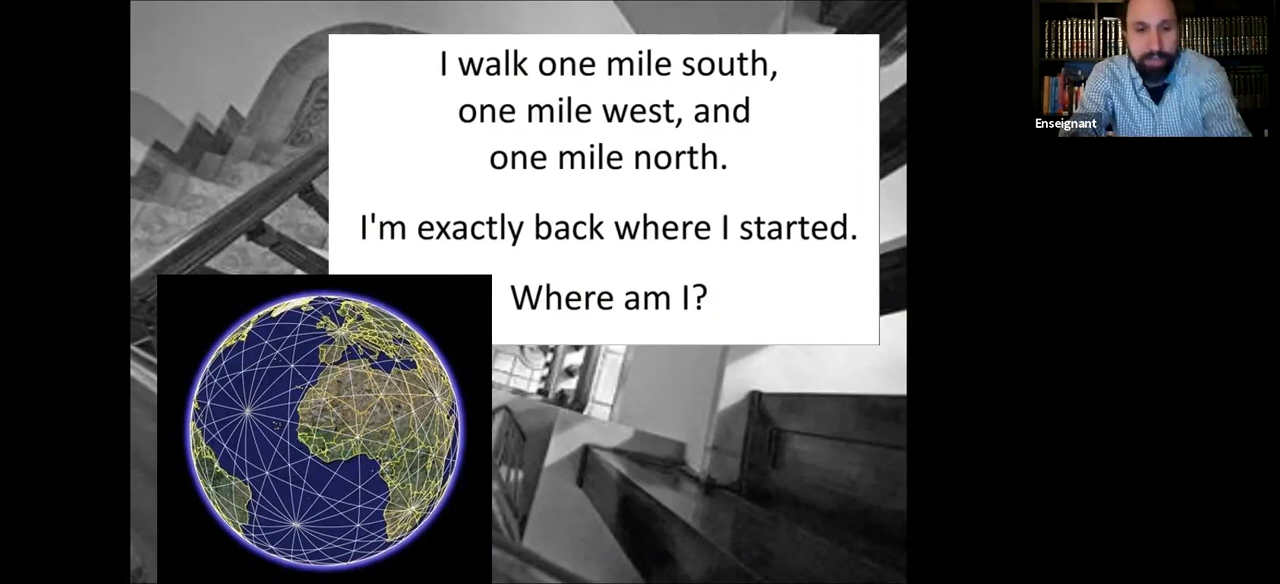 I walk one mile south,
one mile west, and
one mile north.
I'm exactly back where I started.
Where am I?
Enseignant